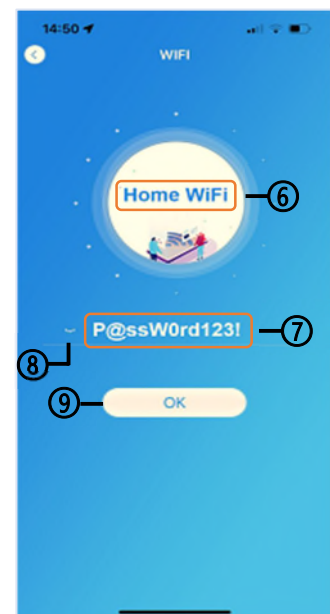 14:50
WIFI
Home WiFi
⑥
P@ssW0rd123!
⑦
⑧
⑨
OK